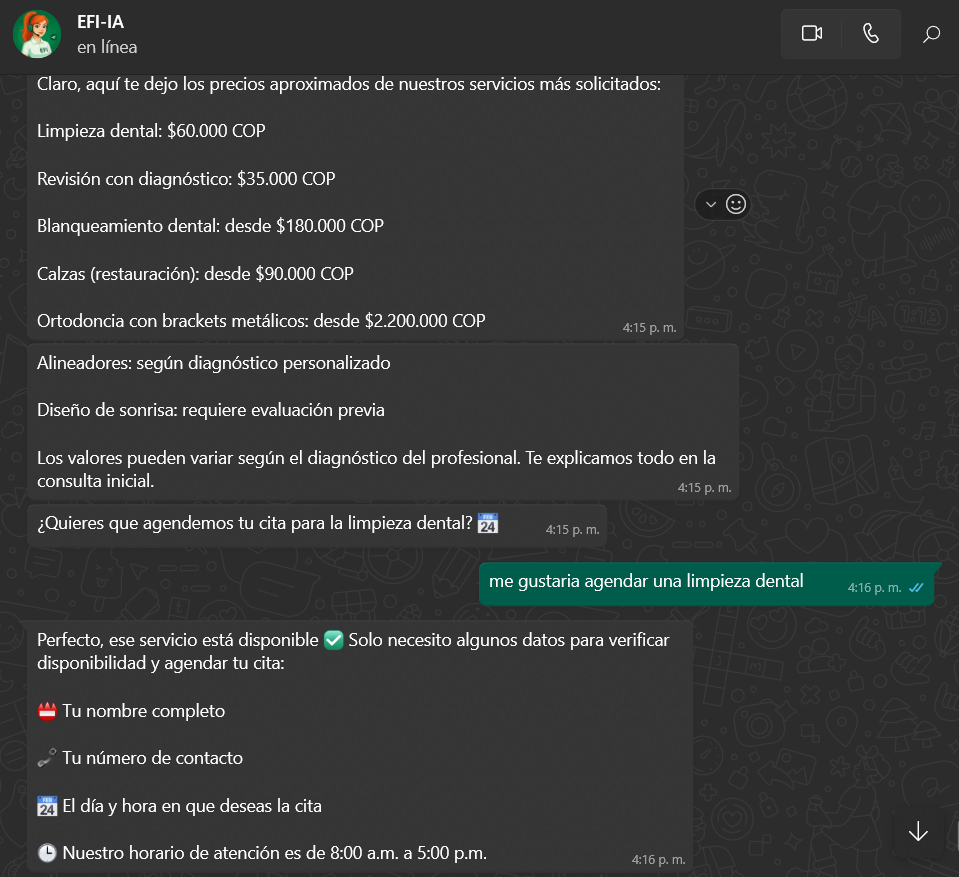 EFI-IA
en línea
Claro, aquí te dejo los precios aproximados de nuestros servicios más solicitados:
Limpieza dental: $60.000 COP
Revisión con diagnóstico: $35.000 COP
Blanqueamiento dental: desde $180.000 COP
Calzas (restauración): desde $90.000 COP
Ortodoncia con brackets metálicos: desde $2.200.000 COP
4:15 p. m.
Alineadores: según diagnóstico personalizado
Diseño de sonrisa: requiere evaluación previa
Los valores pueden variar según el diagnóstico del profesional. Te explicamos todo en la
consulta inicial.
4:15 p. m.
¿Quieres que agendemos tu cita para la limpieza dental? 📅
4:15 p. m.
me gustaria agendar una limpieza dental
4:16 p. m.
Perfecto, ese servicio está disponible ✅ Solo necesito algunos datos para verificar
disponibilidad y agendar tu cita:
📛 Tu nombre completo
🔗 Tu número de contacto
📅 El día y hora en que deseas la cita
🕒 Nuestro horario de atención es de 8:00 a.m. a 5:00 p.m.
4:16 p. m.